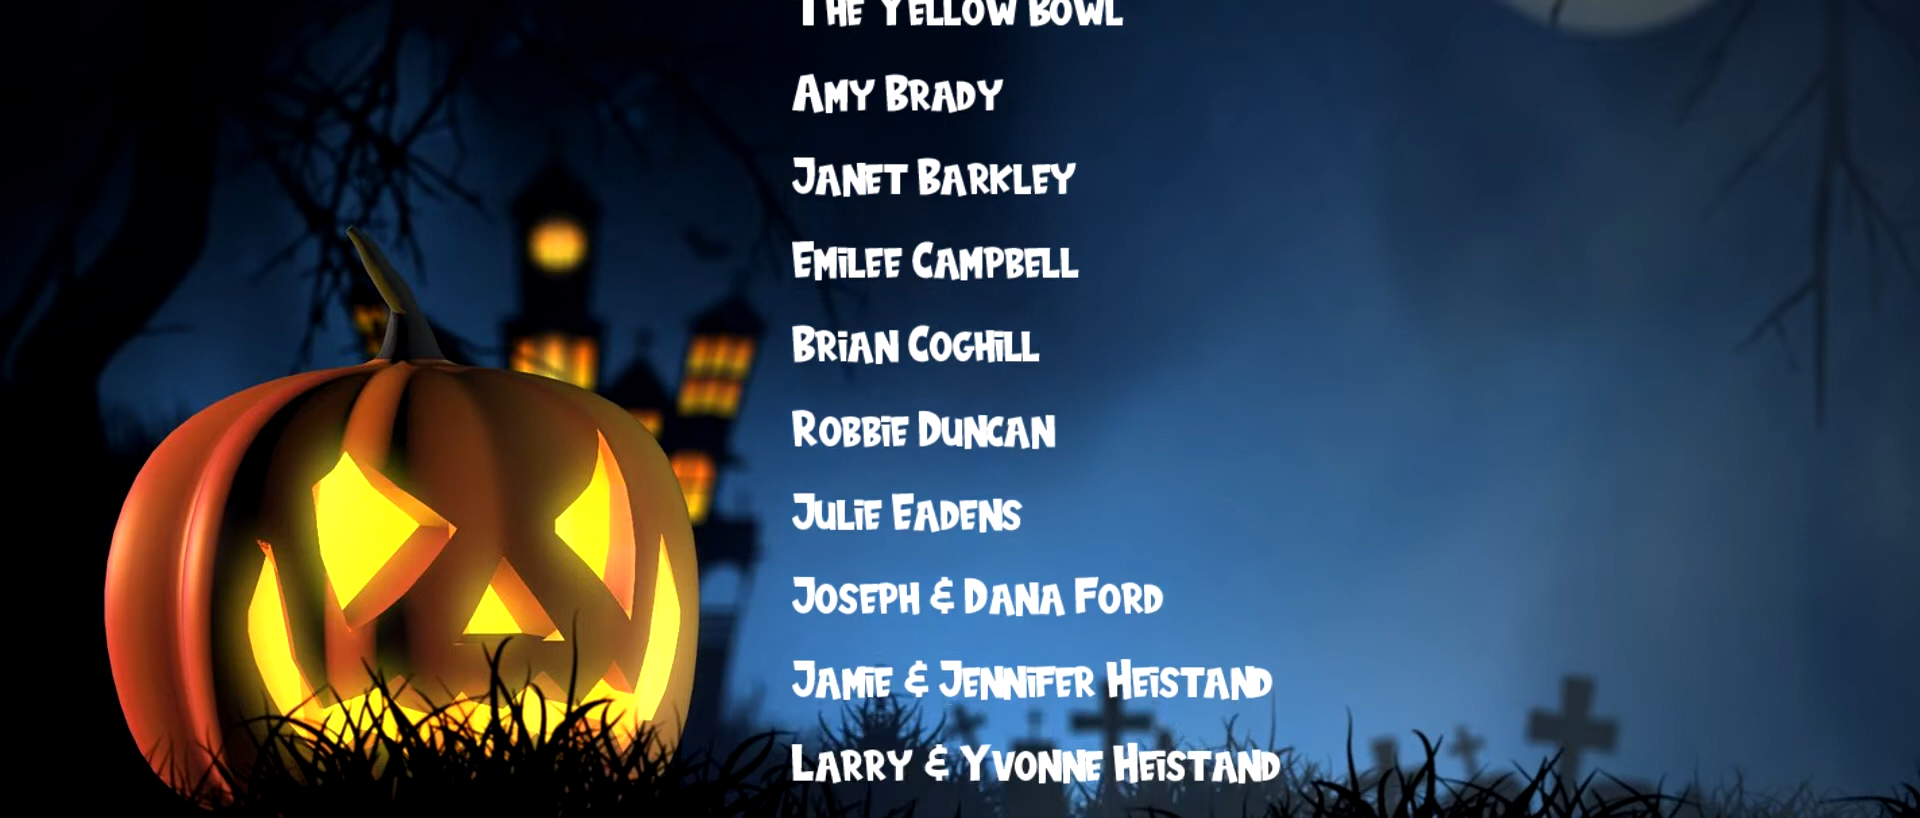 The Yellow Bowl
Amy Brady
Janet Barkley
Emilee Campbell
Brian Coghill
Robbie Duncan
Julie Eadens
Joseph & Dana Ford
Jamie & Jennifer Heistand
Larry & Yvonne Heistand